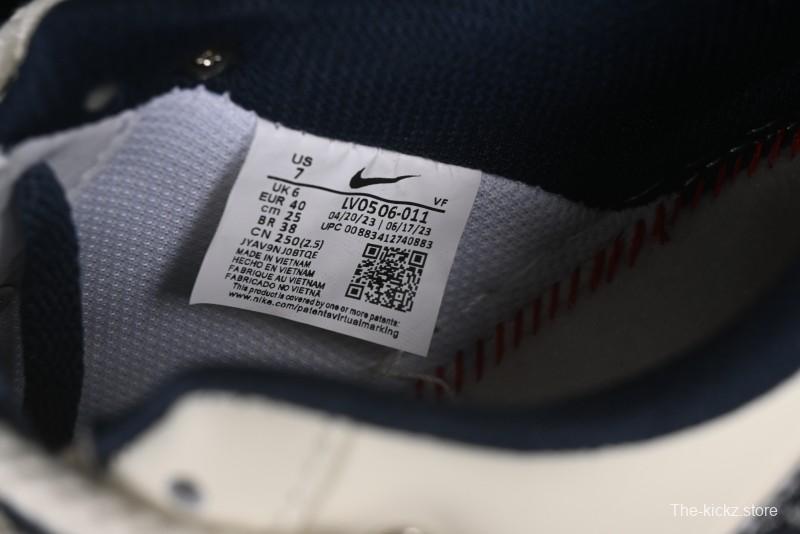 US
7
UK 6
EUR 40
cm 25
BR 38
CN 250(2.5)
VF
LV0506-011
04/20/23 | 06/17/23
UPC 00883412740883
JYAV9NJ0BTQE
MADE IN VIETNAM
HECHO EN VIETNAM
FABRIQUE AU VIETNAM
FABRICADO NO VIETNÃ
This product is covered by one or more patents:
www.nike.com/patentsvirtualmarking
The-kickz.store